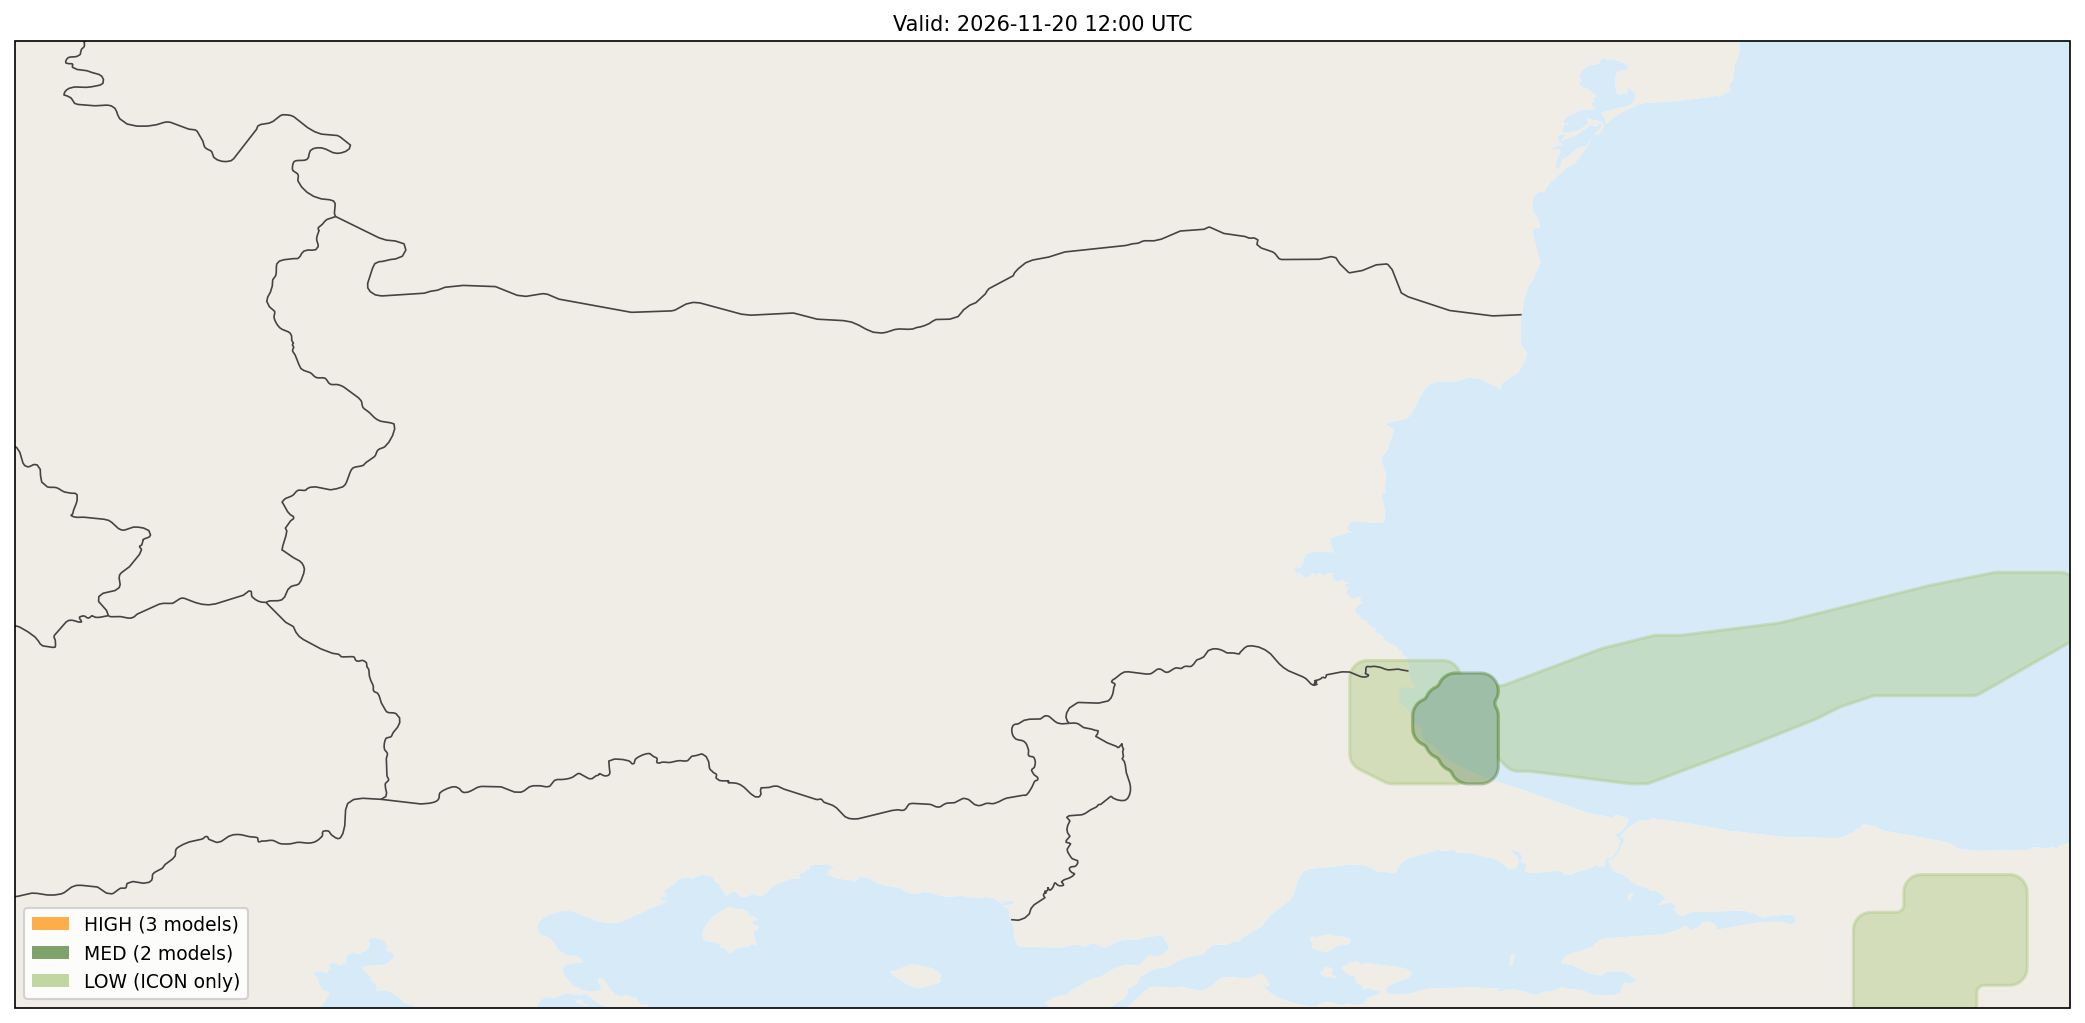 Valid: 2026-11-20 12:00 UTC
HIGH (3 models)
MED (2 models)
LOW (ICON only)